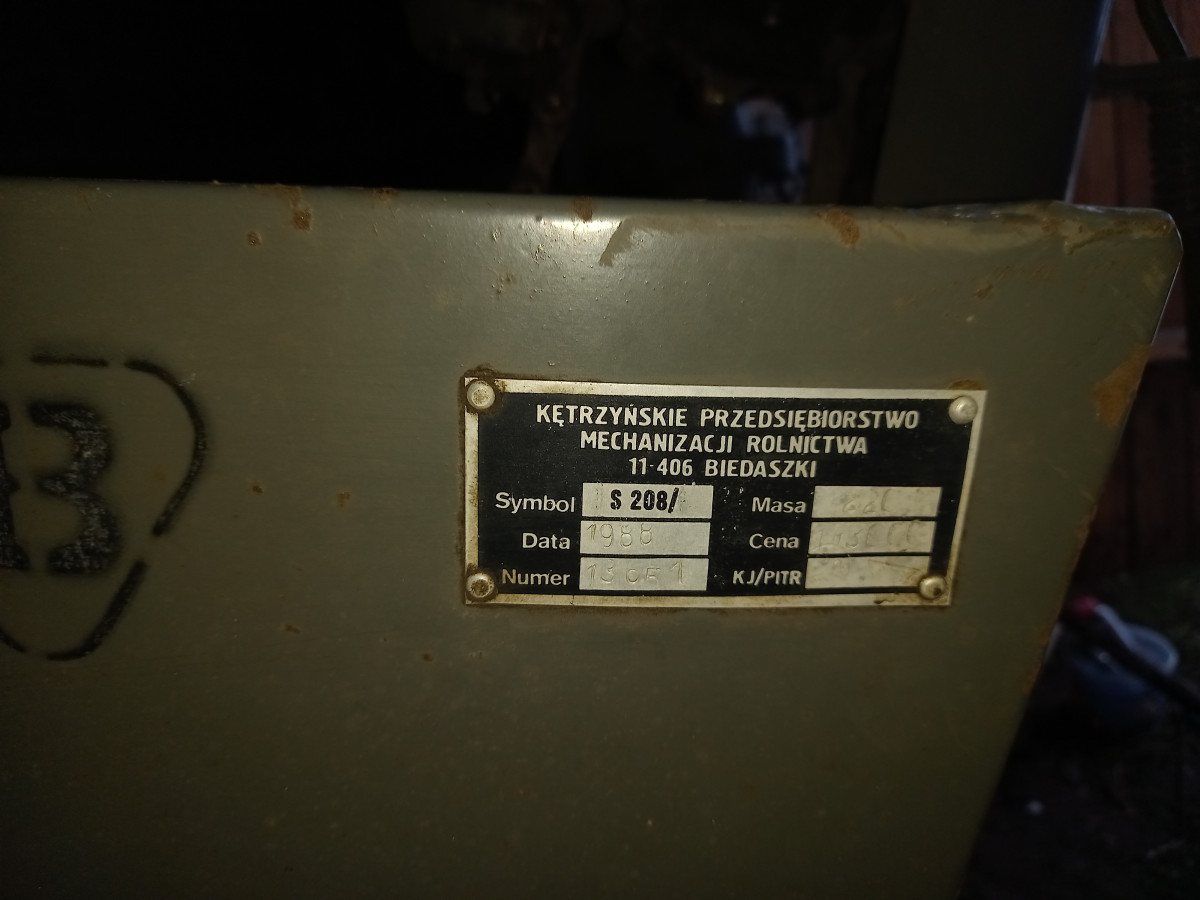 KĘTRZYŃSKIE PRZEDSIĘBIORSTWO
MECHANIZACJI ROLNICTWA
11-406 BIEDASZKI
Symbol S 208/ Masa
Data 1988 Cena
Numer KJ/PITR
B